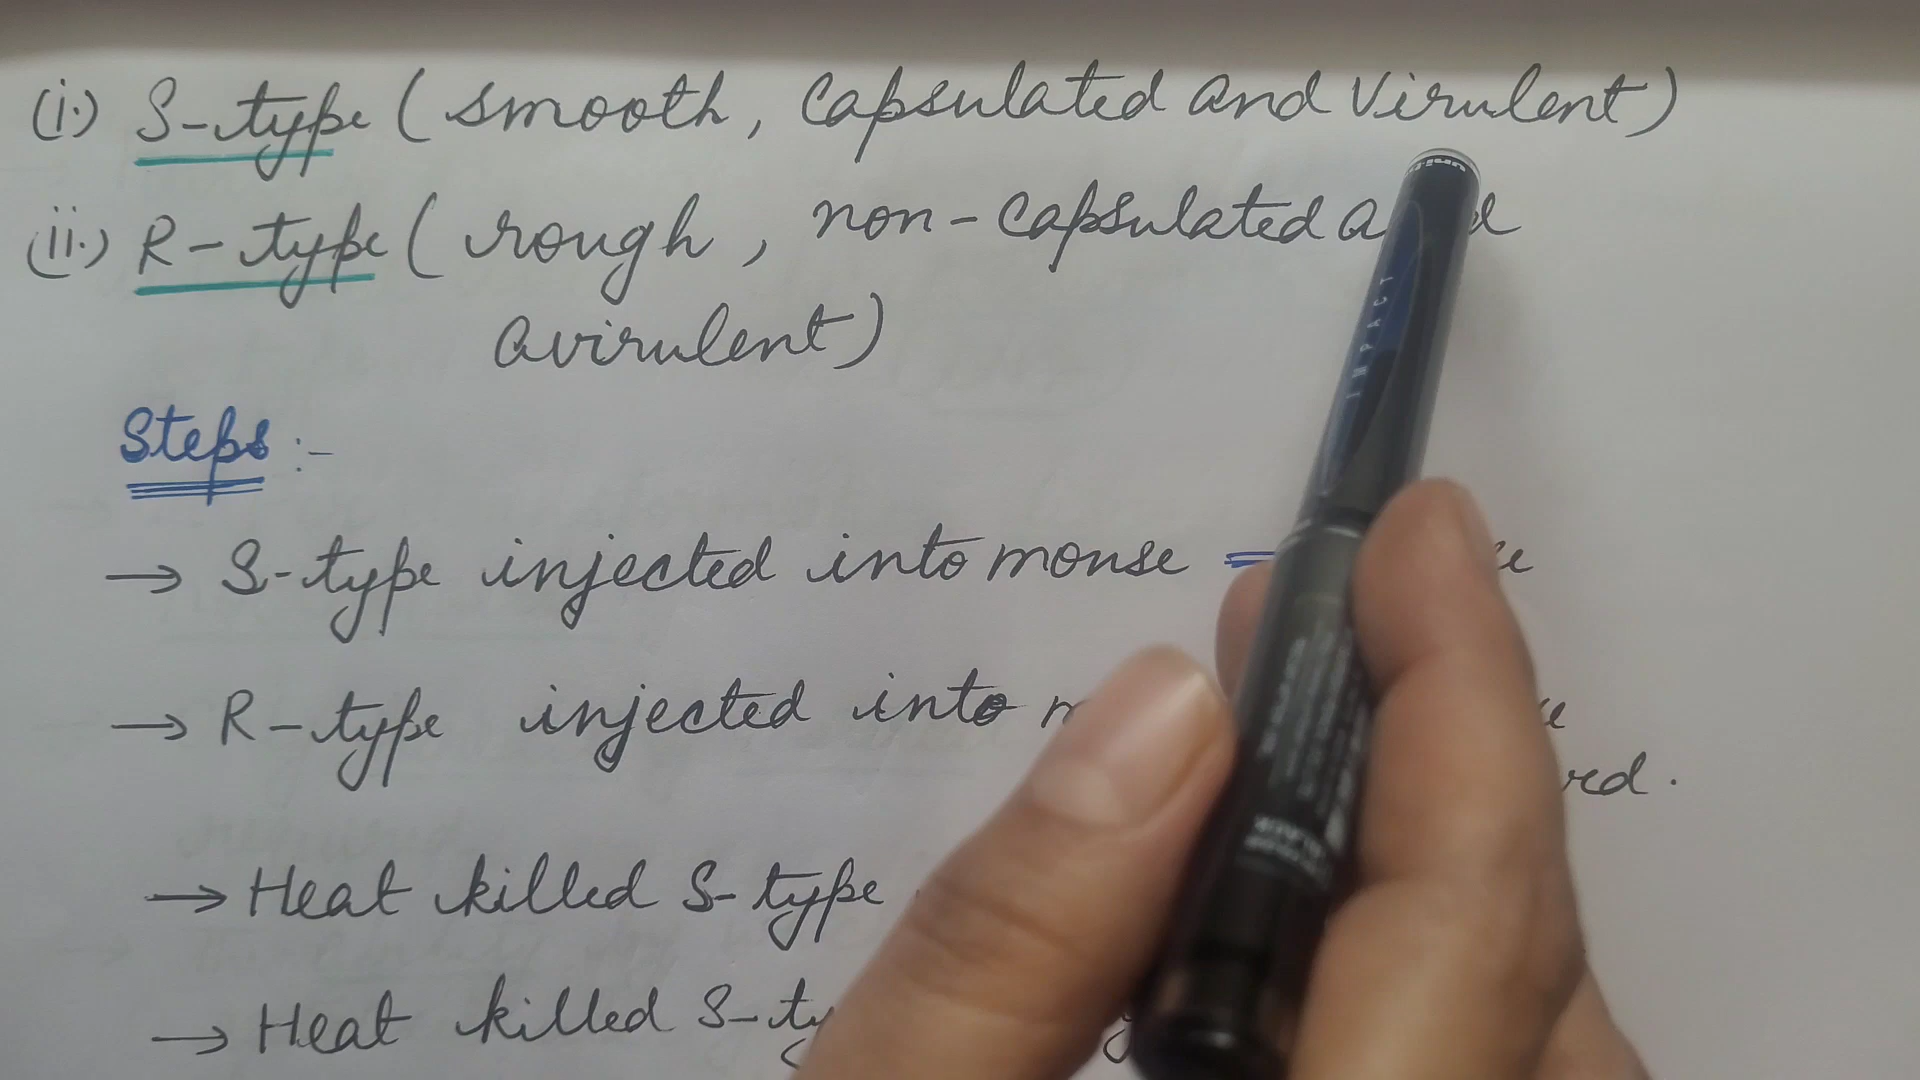 (i.) S-type ( smooth, Capsulated and Virulent)
(ii.) R-type ( rough, non-Capsulated
avirulent)
Steps :-
→ S-type injected into mouse
→ R-type injected into
→ Heat killed S-type
→ Heat killed
IMPACT